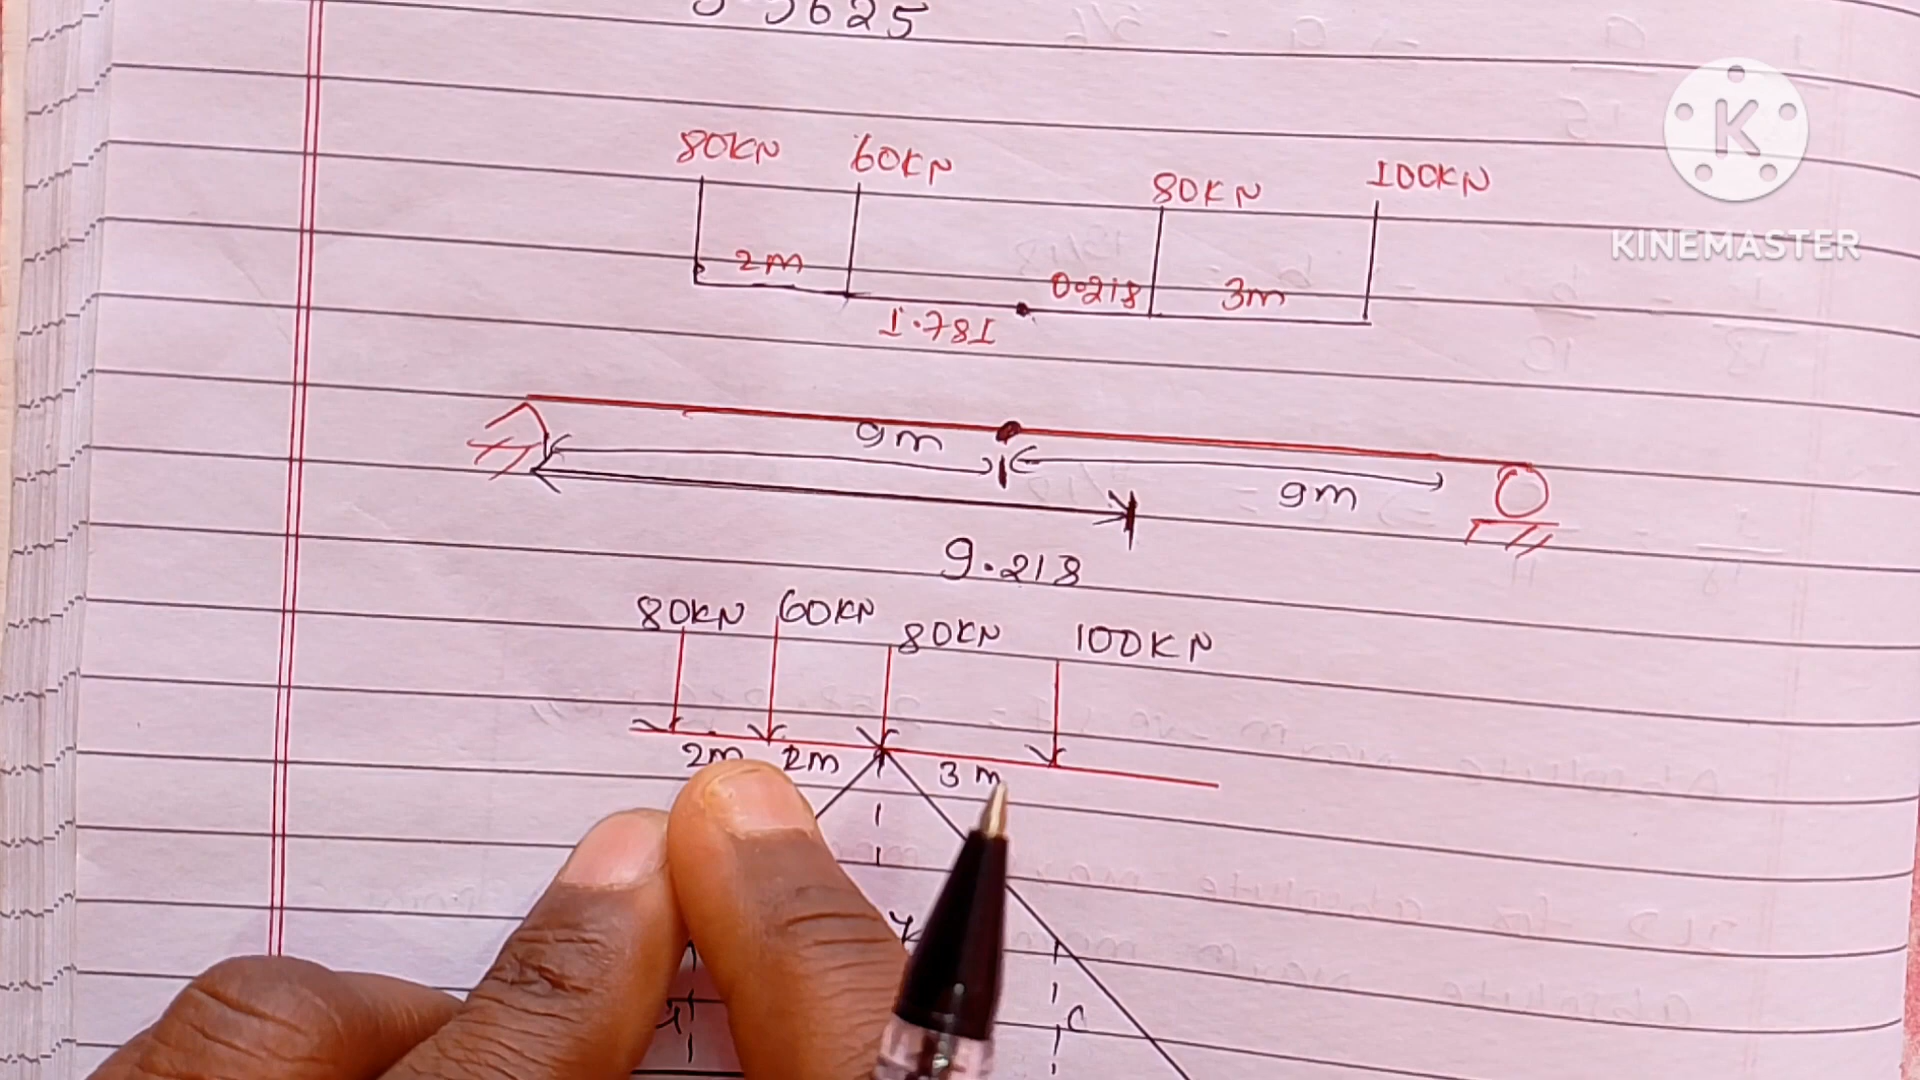 5.5625
80KN 60KN 80KN 100KN
K
KINEMASTER
2m 0.218 3m
1.781
9m 9m
9.218
80KN 60KN 80KN 100KN
2m 2m 3m
C